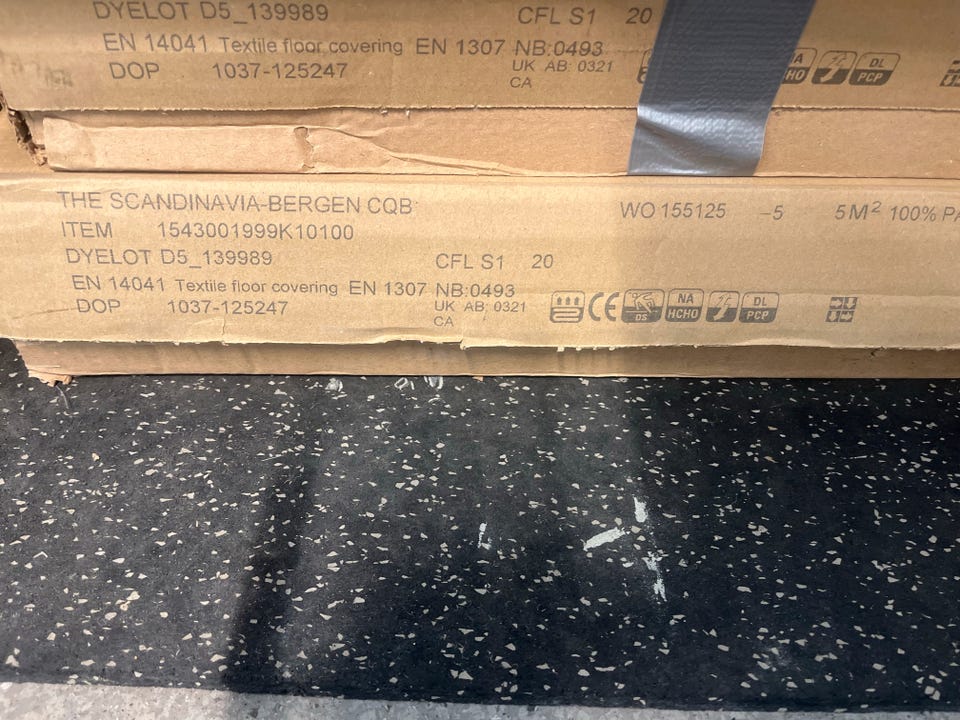 DYELOT D5_139989 CFL S1 20
EN 14041 Textile floor covering EN 1307 NB:0493
DOP 1037-125247 UK AB: 0321
CA
HO DL PCP
THE SCANDINAVIA-BERGEN CQB WO 155125 -5 5M² 100% PA
ITEM 1543001999K10100
DYELOT D5_139989 CFL S1 20
EN 14041 Textile floor covering EN 1307 NB:0493
DOP 1037-125247 UK AB: 0321
CA
CE DS NA HCHO DL PCP